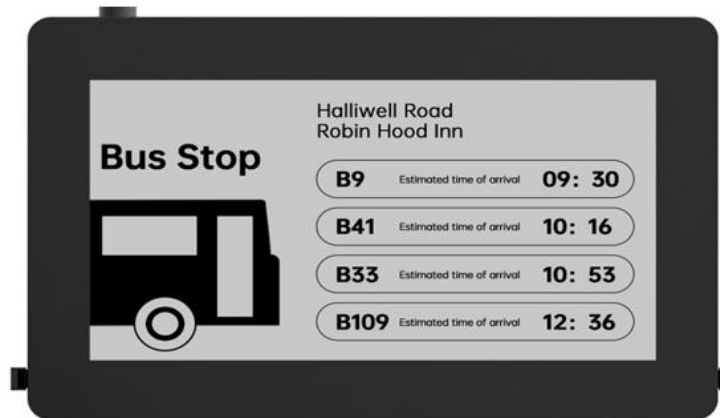 Bus Stop
Halliwell Road
Robin Hood Inn
B9 Estimated time of arrival 09: 30
B41 Estimated time of arrival 10: 16
B33 Estimated time of arrival 10: 53
B109 Estimated time of arrival 12: 36